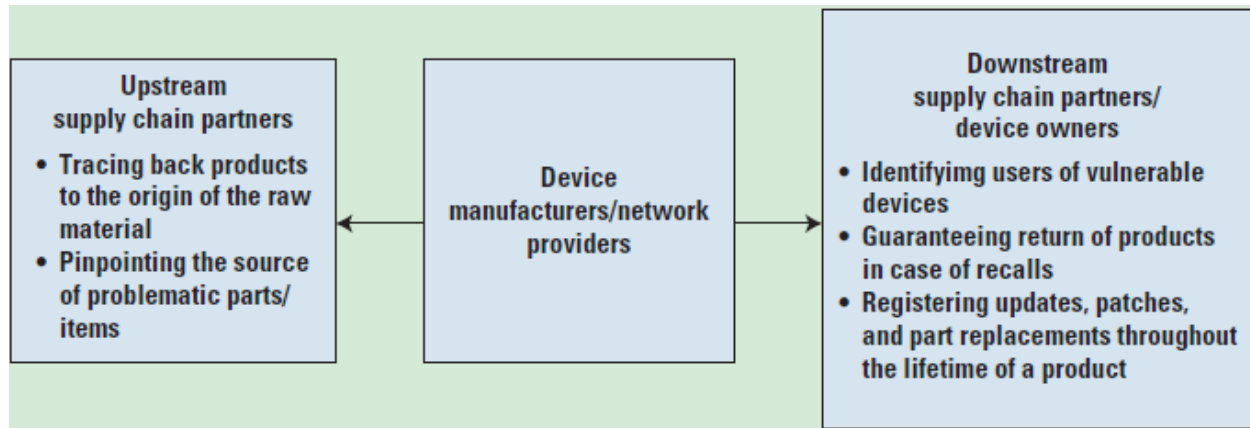 Upstream
supply chain partners
• Tracing back products
to the origin of the raw
material
• Pinpointing the source
of problematic parts/
items
Device
manufacturers/network
providers
Downstream
supply chain partners/
device owners
• Identifyimg users of vulnerable
devices
• Guaranteeing return of products
in case of recalls
• Registering updates, patches,
and part replacements throughout
the lifetime of a product